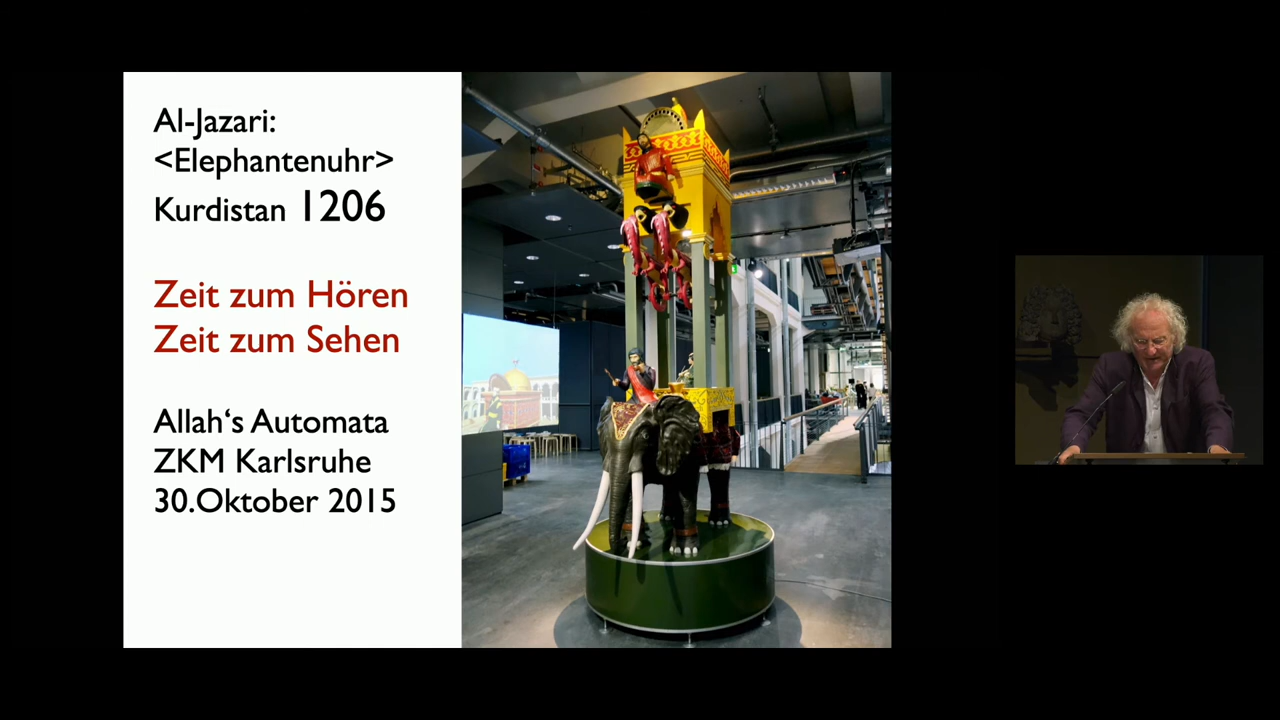 Al-Jazari:
<Elephantenuhr>
Kurdistan 1206
Zeit zum Hören
Zeit zum Sehen
Allah‘s Automata
ZKM Karlsruhe
30.Oktober 2015